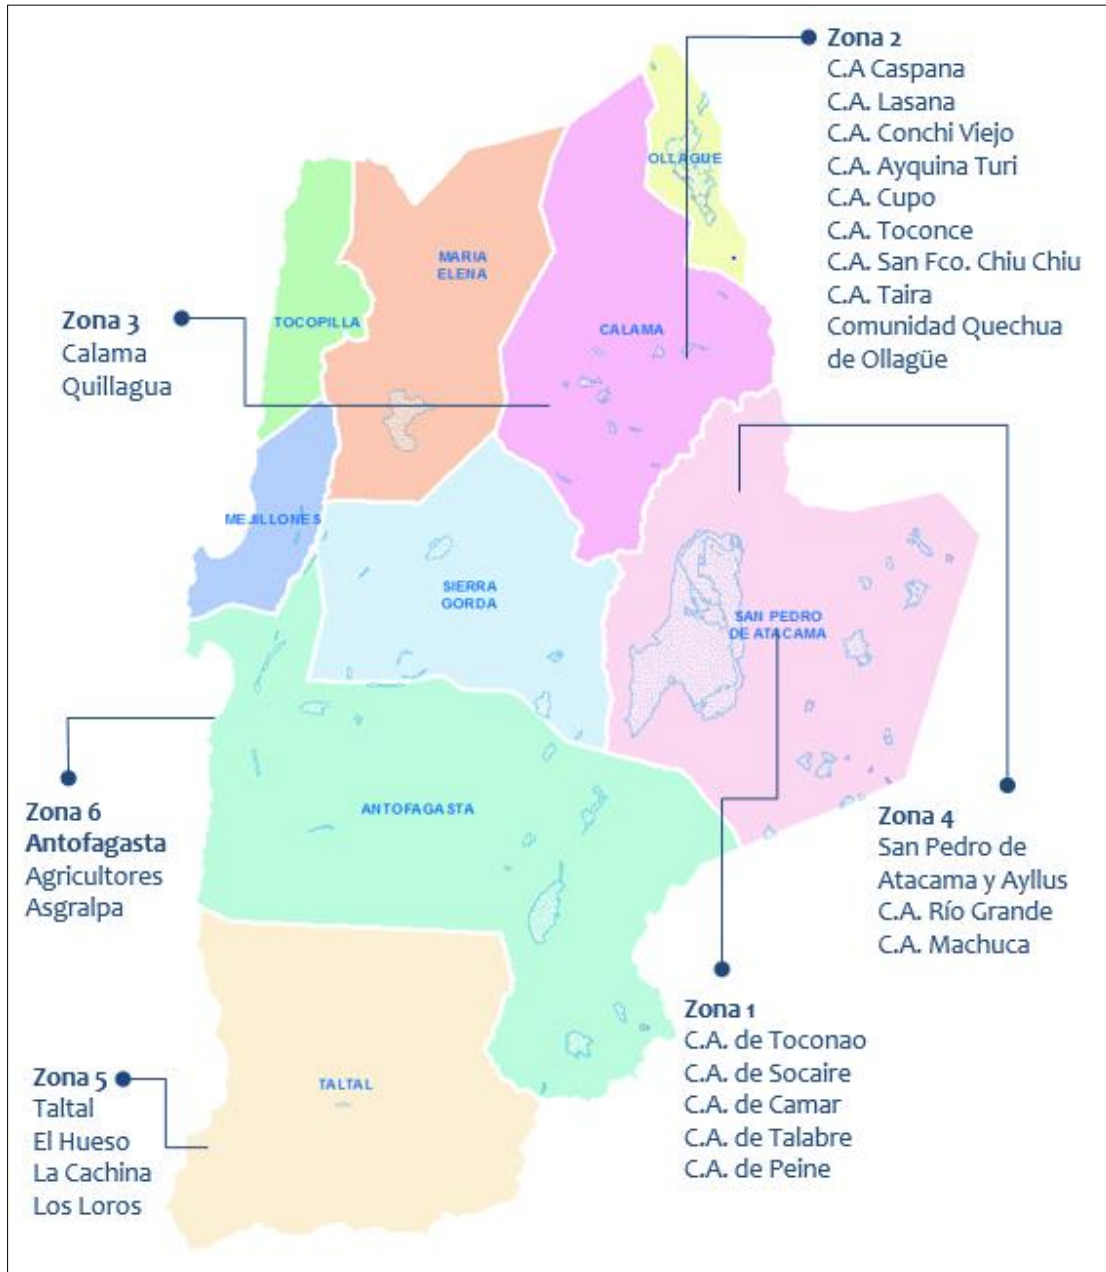 Zona 2
C.A Caspana
C.A. Lasana
C.A. Conchi Viejo
C.A. Ayquina Turi
C.A. Cupo
C.A. Toconce
C.A. San Fco. Chiu Chiu
C.A. Taira
Comunidad Quechua
de Ollagüe
OLLAGÜE
MARIA
ELENA
TOCOPILLA
CALAMA
Zona 3
Calama
Quillagua
MEJILLONES
SIERRA
GORDA
SAN PEDRO
DE ATACAMA
ANTOFAGASTA
Zona 6
Antofagasta
Agricultores
Asgralpa
Zona 4
San Pedro de
Atacama y Ayllus
C.A. Río Grande
C.A. Machuca
Zona 1
C.A. de Toconao
C.A. de Socaire
C.A. de Camar
C.A. de Talabre
C.A. de Peine
TALTAL
Zona 5
Taltal
El Hueso
La Cachina
Los Loros